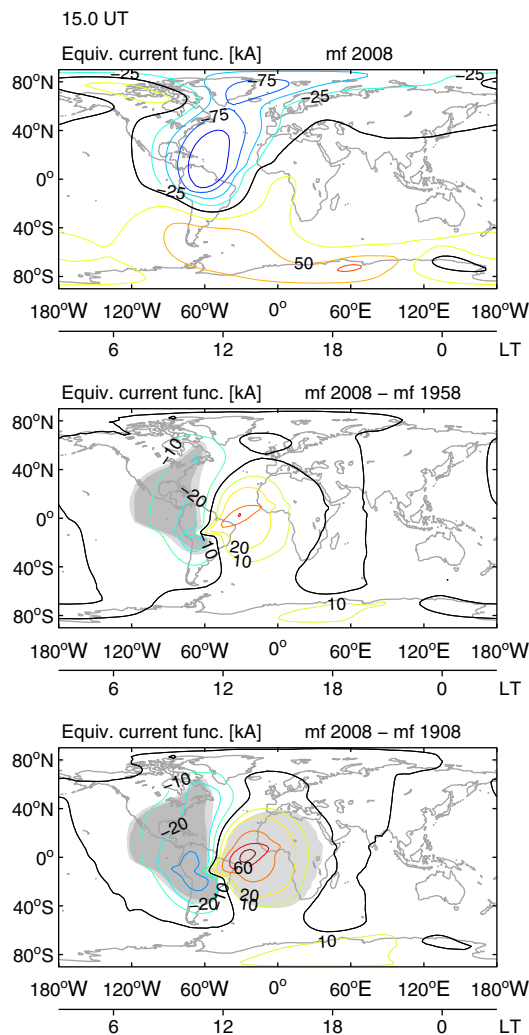 15.0 UT
Equiv. current func. [kA] mf 2008
80°N
40°N
0°
40°S
80°S
−25
−75
−25
−75
−25
50
180°W 120°W 60°W 0° 60°E 120°E 180°W
6 12 18 0 LT
Equiv. current func. [kA] mf 2008 − mf 1958
80°N
40°N
0°
40°S
80°S
−10
−20
−10
20
10
10
180°W 120°W 60°W 0° 60°E 120°E 180°W
6 12 18 0 LT
Equiv. current func. [kA] mf 2008 − mf 1908
80°N
40°N
0°
40°S
80°S
−10
−20
60
−10
−20
20
10
10
180°W 120°W 60°W 0° 60°E 120°E 180°W
6 12 18 0 LT